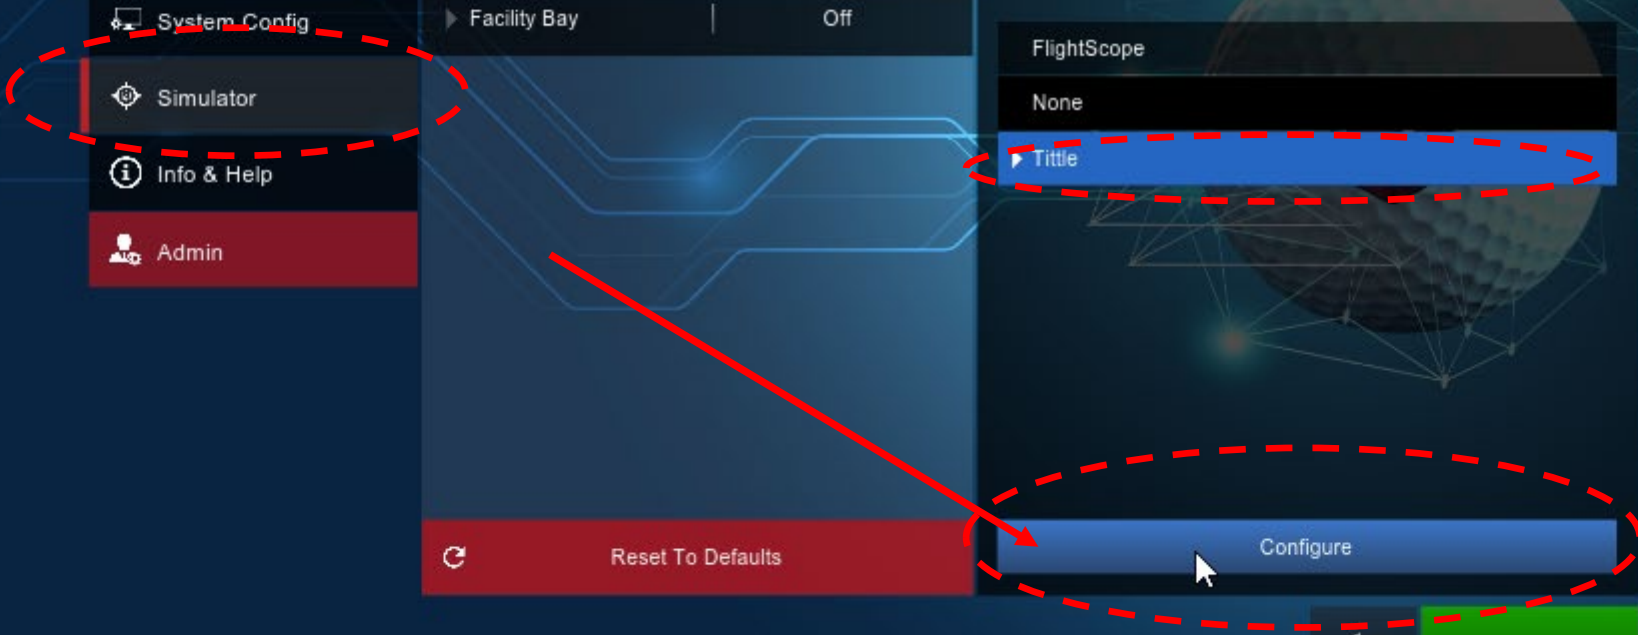 System Config
Simulator
Info & Help
Admin
Facility Bay
Off
Reset To Defaults
FlightScope
None
Tittle
Configure